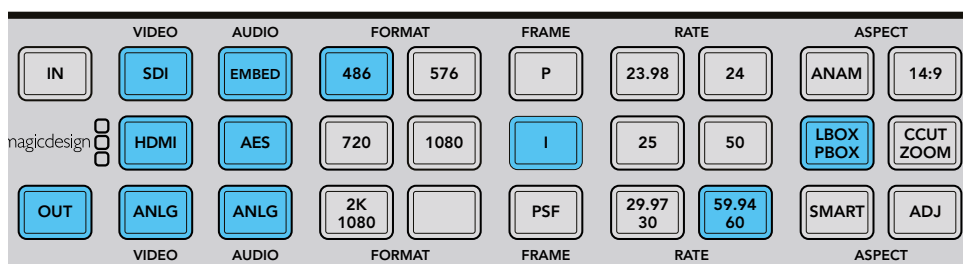 VIDEO AUDIO FORMAT FRAME RATE ASPECT
IN SDI EMBED 486 576 P 23.98 24 ANAM 14:9
magicdesign HDMI AES 720 1080 I 25 50 LBOX PBOX CCUT ZOOM
OUT ANLG ANLG 2K 1080 PSF 29.97 30 59.94 60 SMART ADJ
VIDEO AUDIO FORMAT FRAME RATE ASPECT